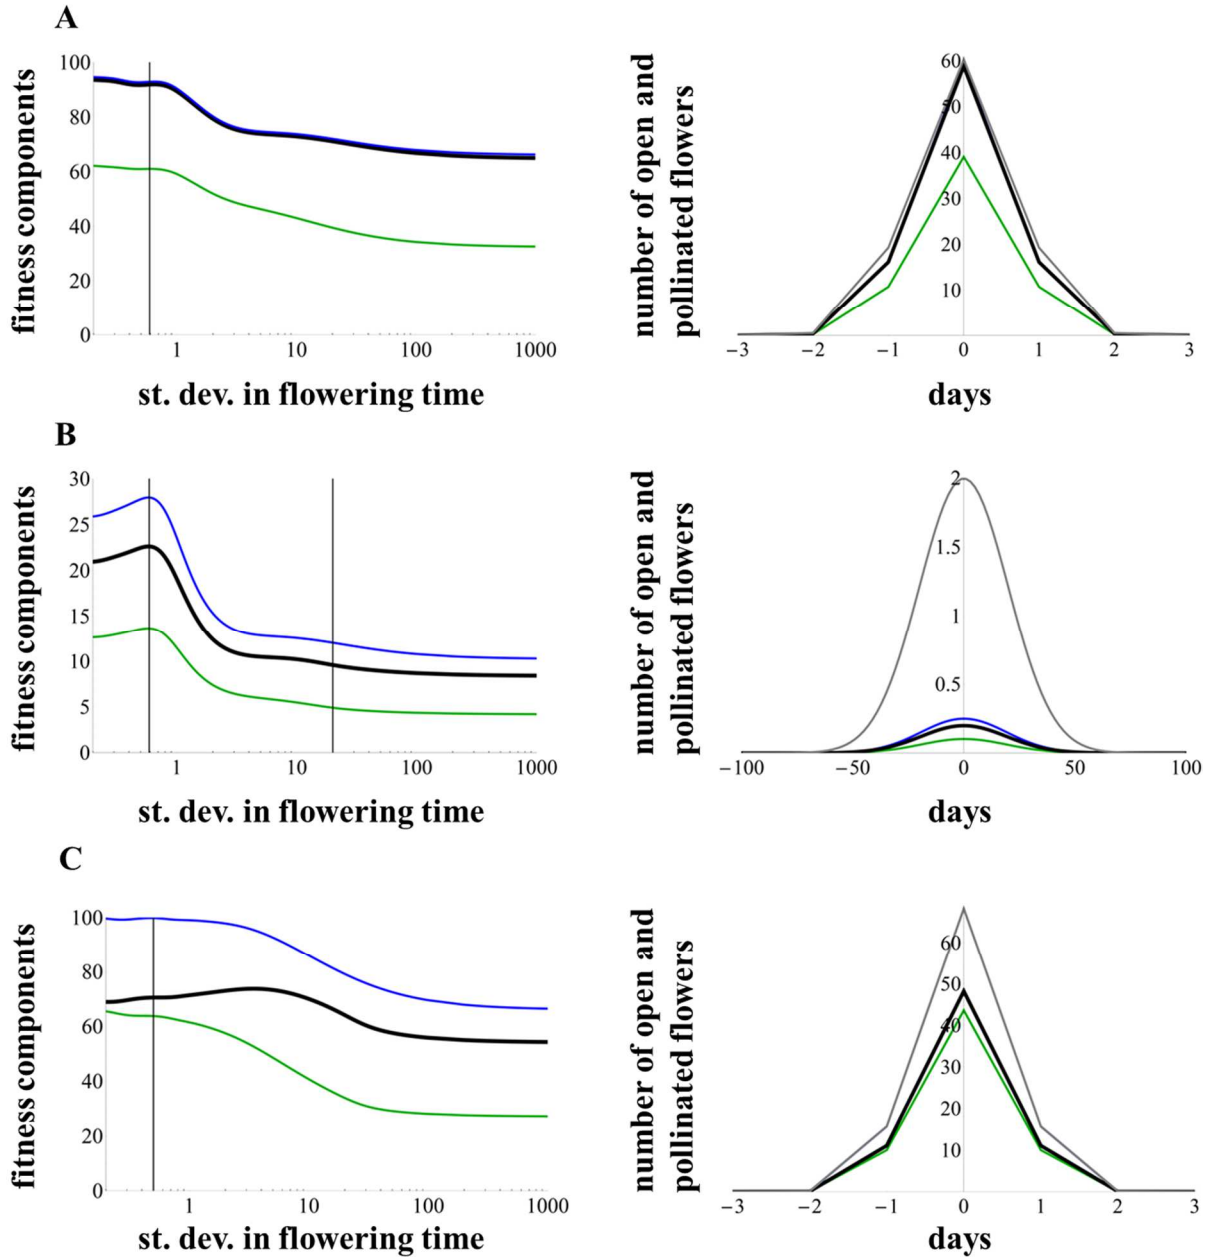 A
fitness components
100
80
60
40
20
0
1 10 100 1000
st. dev. in flowering time
number of open and
pollinated flowers
60
50
40
30
20
10
−3 −2 −1 0 1 2 3
days
B
fitness components
30
25
20
15
10
5
0
1 10 100 1000
st. dev. in flowering time
number of open and
pollinated flowers
2
1.5
1
0.5
−100 −50 0 50 100
days
C
fitness components
100
80
60
40
20
0
1 10 100 1000
st. dev. in flowering time
number of open and
pollinated flowers
60
50
40
30
20
10
−3 −2 −1 0 1 2 3
days